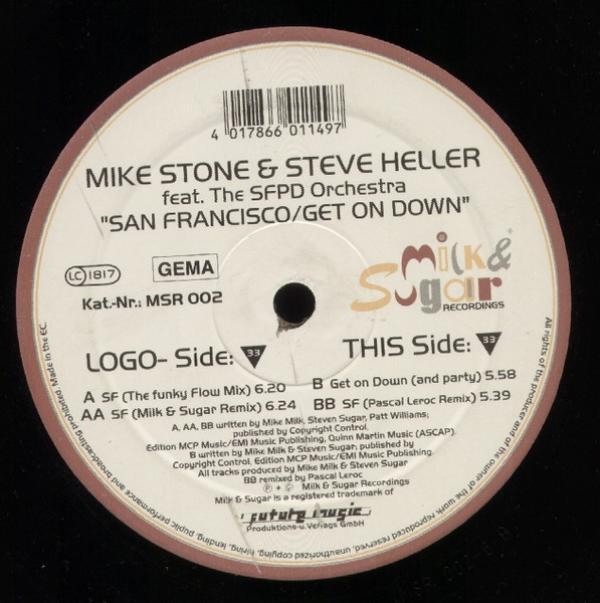 4 017866 011497
MIKE STONE & STEVE HELLER
feat. The SFPD Orchestra
"SAN FRANCISCO/GET ON DOWN"
LC 1817
GEMA
Kat.-Nr.: MSR 002
Milk &
Sugar
RECORDINGS
LOGO- Side: 33
A SF (The funky Flow Mix) 6.20
AA SF (Milk & Sugar Remix) 6.24
THIS Side: 33
B Get on Down (and party) 5.58
BB SF (Pascal Leroc Remix) 5.39
A, AA, BB written by Mike Milk, Steven Sugar, Patt Williams;
published by Copyright Control,
Edition MCP Music/EMI Music Publishing, Quinn Martin Music (ASCAP).
B written by Mike Milk & Steven Sugar; published by
Copyright Control, Edition MCP Music/EMI Music Publishing.
All tracks produced by Mike Milk & Steven Sugar
BB remixed by Pascal Leroc
℗ + © Milk & Sugar Recordings
Milk & Sugar is a registered trademark of
future music
Produktions-u. Verlags GmbH
All rights of the producer and of the owner of the work reproduced reserved, unauthorized copying, hiring, lending, public performance and broadcasting prohibited. Made in the EC.